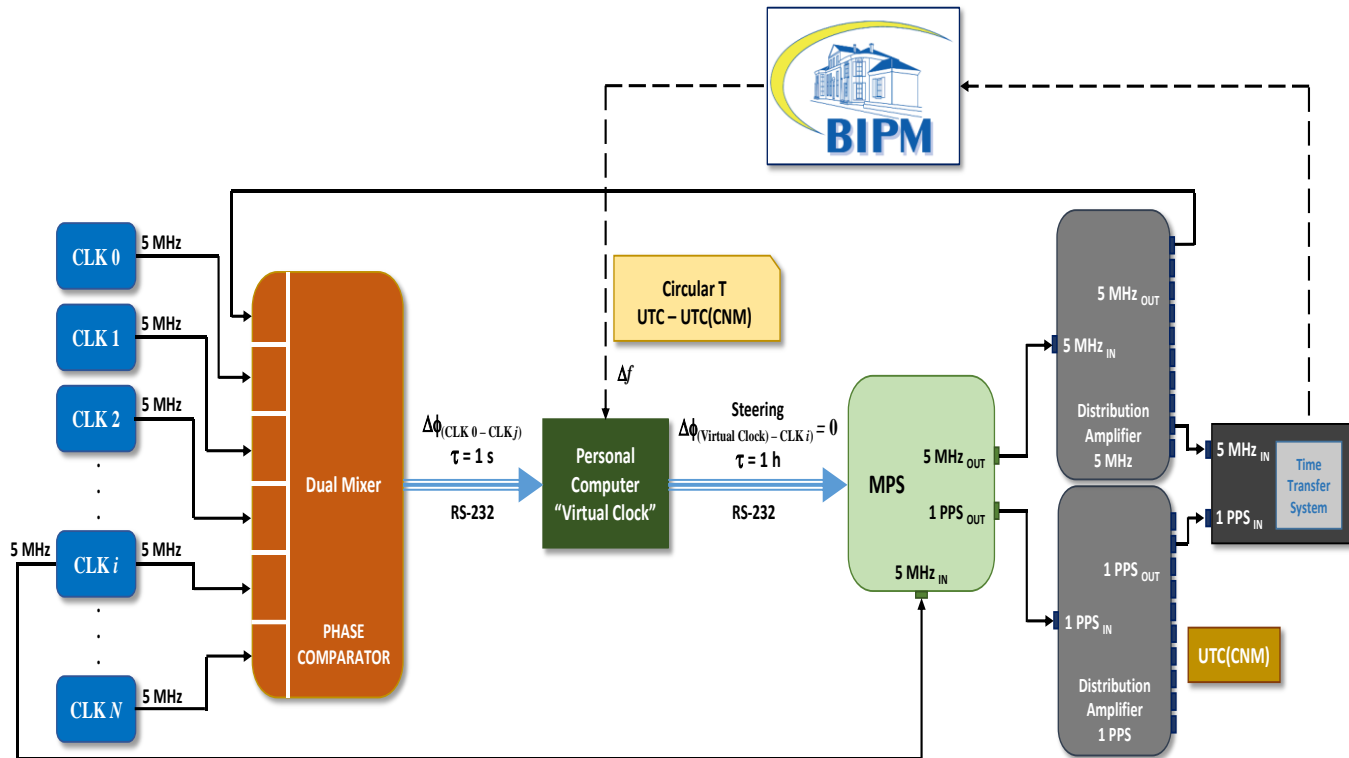 BIPM
Circular T
UTC – UTC(CNM)
Δf
CLK 0
5 MHz
CLK 1
5 MHz
CLK 2
5 MHz
5 MHz
CLK i
5 MHz
CLK N
5 MHz
Dual Mixer
PHASE
COMPARATOR
Δϕ(CLK 0 – CLK j)
τ = 1 s
RS-232
Personal
Computer
“Virtual Clock”
Steering
Δϕ(Virtual Clock) – CLK i) = 0
τ = 1 h
RS-232
MPS
5 MHz OUT
1 PPS OUT
5 MHz IN
5 MHz OUT
5 MHz IN
Distribution
Amplifier
5 MHz
1 PPS OUT
1 PPS IN
Distribution
Amplifier
1 PPS
5 MHz IN
1 PPS IN
Time
Transfer
System
UTC(CNM)